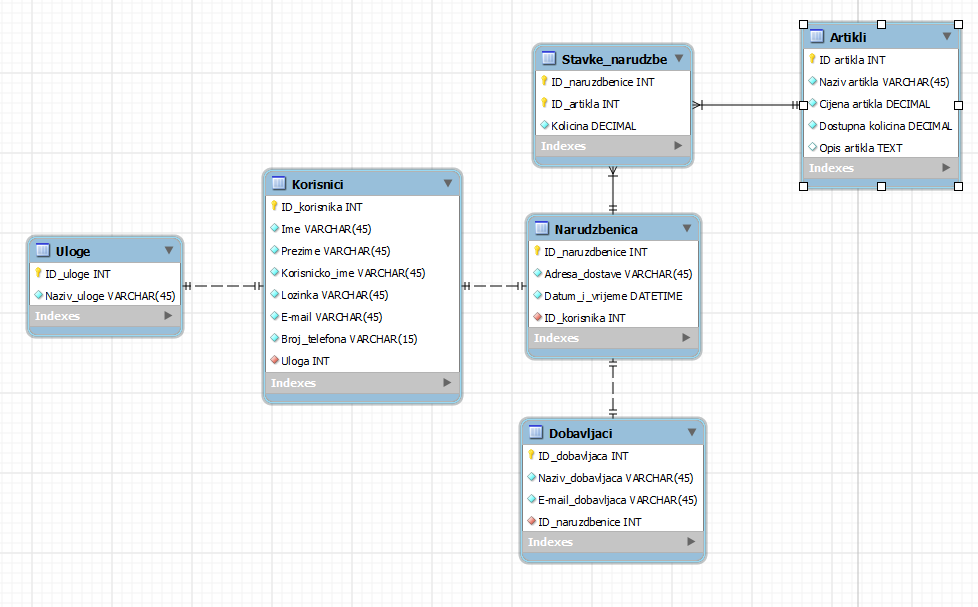 Uloge
ID_uloge INT
Naziv_uloge VARCHAR(45)
Indexes
Korisnici
ID_korisnika INT
Ime VARCHAR(45)
Prezime VARCHAR(45)
Korisnicko_ime VARCHAR(45)
Lozinka VARCHAR(45)
E-mail VARCHAR(45)
Broj_telefona VARCHAR(15)
Uloga INT
Indexes
Stavke_narudzbe
ID_naruzdbenice INT
ID_artikla INT
Kolicina DECIMAL
Indexes
Narudzbenica
ID_naruzdbenice INT
Adresa_dostave VARCHAR(45)
Datum_i_vrijeme DATETIME
ID_korisnika INT
Indexes
Dobavljaci
ID_dobavljaca INT
Naziv_dobavljaca VARCHAR(45)
E-mail_dobavljaca VARCHAR(45)
ID_naruzdbenice INT
Indexes
Artikli
ID artikla INT
Naziv artikla VARCHAR(45)
Cijena artikla DECIMAL
Dostupna kolicina DECIMAL
Opis artikla TEXT
Indexes